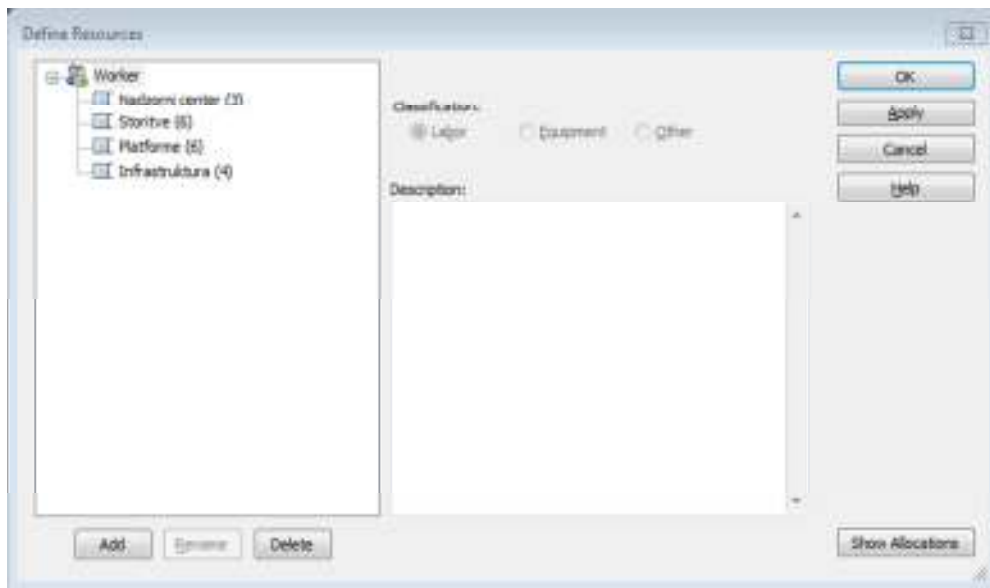 Define Resources
Worker
Nadzorni center (3)
Storitve (6)
Platforme (6)
Infrastruktura (4)
Classification:
Labor Equipment Other
Description:
OK
Apply
Cancel
Help
Add Rename Delete
Show Allocations